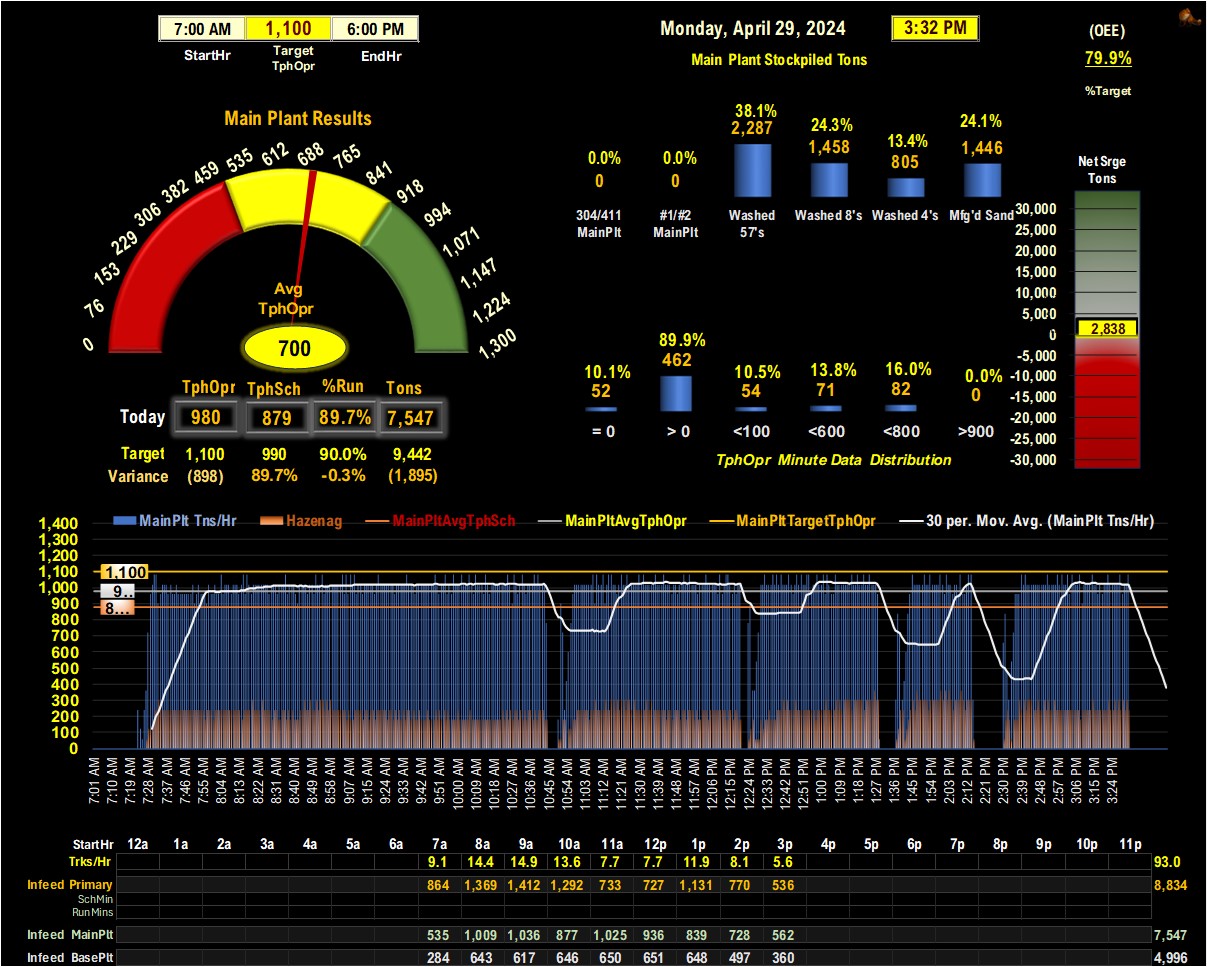 7:00 AM 1,100 6:00 PM
StartHr Target TphOpr EndHr
Monday, April 29, 2024 3:32 PM
Main Plant Stockpiled Tons
(OEE)
79.9%
%Target
Main Plant Results
0 76 153 229 306 382 459 535 612 688 765 841 918 994 1,071 1,147 1,224 1,300
Avg
TphOpr
700
TphOpr TphSch %Run Tons
Today 980 879 89.7% 7,547
Target 1,100 990 90.0% 9,442
Variance (898) 89.7% -0.3% (1,895)
0.0% 0.0% 38.1% 24.3% 13.4% 24.1%
0 0 2,287 1,458 805 1,446
304/411 MainPlt #1/#2 MainPlt Washed 57's Washed 8's Washed 4's Mfg'd Sand
10.1% 89.9% 10.5% 13.8% 16.0% 0.0%
52 462 54 71 82 0
= 0 > 0 <100 <600 <800 >900
TphOpr Minute Data Distribution
Net Srge
Tons
30,000
25,000
20,000
15,000
10,000
5,000
0
-5,000
-10,000
-15,000
-20,000
-25,000
-30,000
2,838
MainPlt Tns/Hr Hazenag MainPltAvgTphSch MainPltAvgTphOpr MainPltTargetTphOpr 30 per. Mov. Avg. (MainPlt Tns/Hr)
1,400
1,300
1,200
1,100
1,000
900
800
700
600
500
400
300
200
100
0
1,100
9..
8...
7:01 AM 7:10 AM 7:19 AM 7:28 AM 7:37 AM 7:46 AM 7:55 AM 8:04 AM 8:13 AM 8:22 AM 8:31 AM 8:40 AM 8:49 AM 8:58 AM 9:07 AM 9:15 AM 9:24 AM 9:33 AM 9:42 AM 9:51 AM 10:00 AM 10:09 AM 10:18 AM 10:27 AM 10:36 AM 10:45 AM 10:54 AM 11:03 AM 11:12 AM 11:21 AM 11:30 AM 11:39 AM 11:48 AM 11:57 AM 12:06 PM 12:15 PM 12:24 PM 12:33 PM 12:42 PM 12:51 PM 1:00 PM 1:09 PM 1:18 PM 1:27 PM 1:36 PM 1:45 PM 1:54 PM 2:03 PM 2:12 PM 2:21 PM 2:30 PM 2:39 PM 2:48 PM 2:57 PM 3:06 PM 3:15 PM 3:24 PM
StartHr 12a 1a 2a 3a 4a 5a 6a 7a 8a 9a 10a 11a 12p 1p 2p 3p 4p 5p 6p 7p 8p 9p 10p 11p
Trks/Hr 9.1 14.4 14.9 13.6 7.7 7.7 11.9 8.1 5.6 93.0
Infeed Primary 864 1,369 1,412 1,292 733 727 1,131 770 536 8,834
SchMin
RunMins
Infeed MainPlt 535 1,009 1,036 877 1,025 936 839 728 562 7,547
Infeed BasePlt 284 643 617 646 650 651 648 497 360 4,996